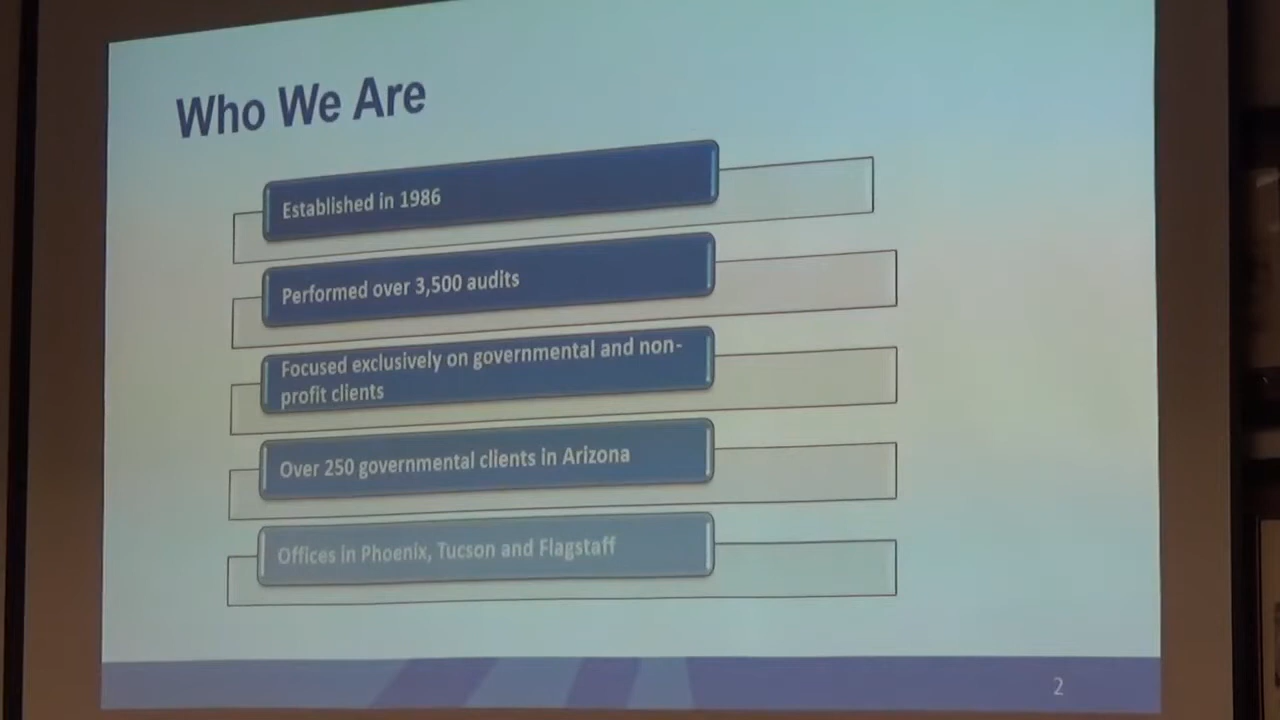 Who We Are
Established in 1986
Performed over 3,500 audits
Focused exclusively on governmental and non-
profit clients
Over 250 governmental clients in Arizona
Offices in Phoenix, Tucson and Flagstaff
2